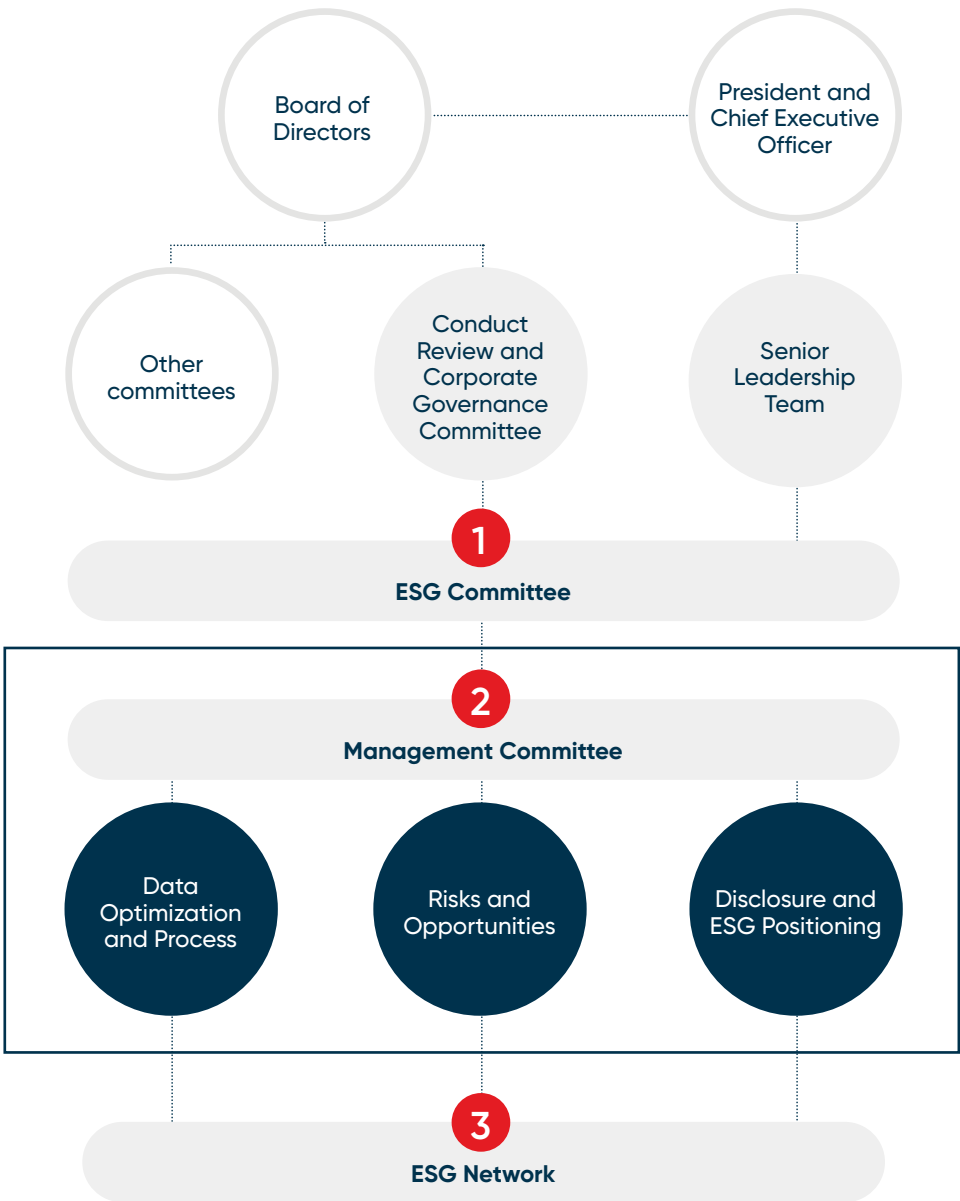 Board of
Directors
President and
Chief Executive
Officer
Other
committees
Conduct
Review and
Corporate
Governance
Committee
Senior
Leadership
Team
1
ESG Committee
2
Management Committee
Data
Optimization
and Process
Risks and
Opportunities
Disclosure and
ESG Positioning
3
ESG Network